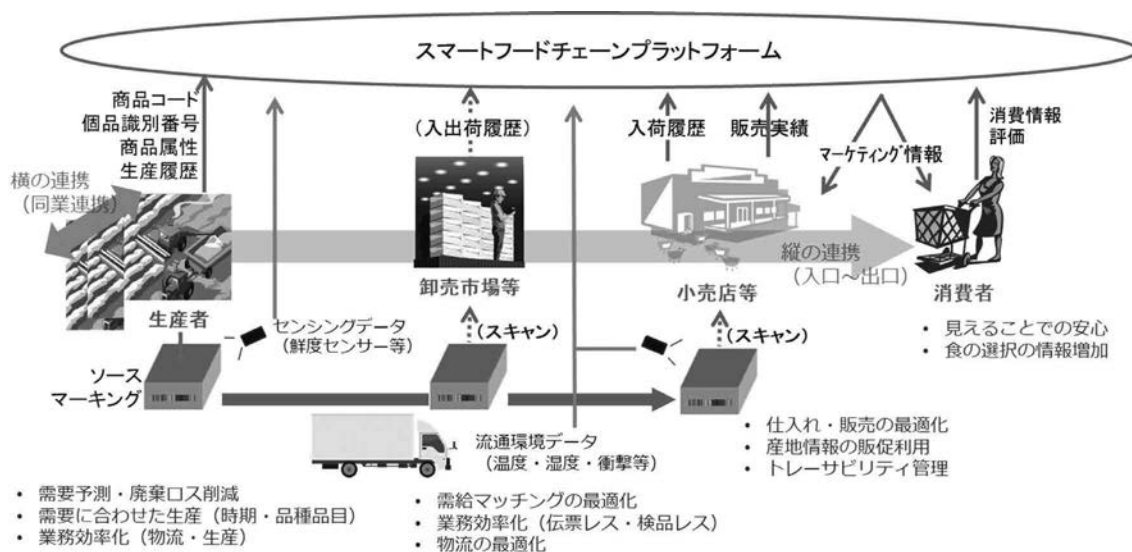 スマートフードチェーンプラットフォーム
商品コード
個品識別番号
商品属性
生産履歴
(入出荷履歴)
入荷履歴
販売実績
マーケティング情報
消費情報
評価
横の連携
(同業連携)
縦の連携
(入口～出口)
生産者
卸売市場等
小売店等
消費者
・見えることでの安心
・食の選択の情報増加
センシングデータ
(鮮度センサー等)
(スキャン)
(スキャン)
ソース
マーキング
流通環境データ
(温度・湿度・衝撃等)
・仕入れ・販売の最適化
・産地情報の販促利用
・トレーサビリティ管理
・需要予測・廃棄ロス削減
・需要に合わせた生産(時期・品種品目)
・業務効率化(物流・生産)
・需給マッチングの最適化
・業務効率化(伝票レス・検品レス)
・物流の最適化